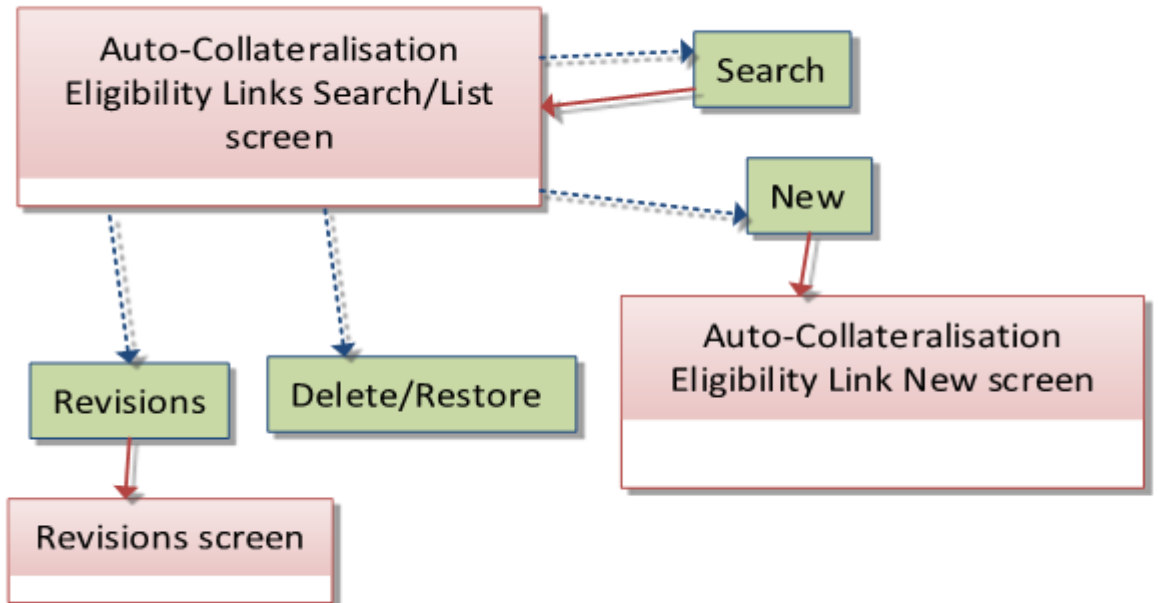 Auto-Collateralisation
Eligibility Links Search/List
screen
Search
New
Auto-Collateralisation
Eligibility Link New screen
Revisions
Delete/Restore
Revisions screen